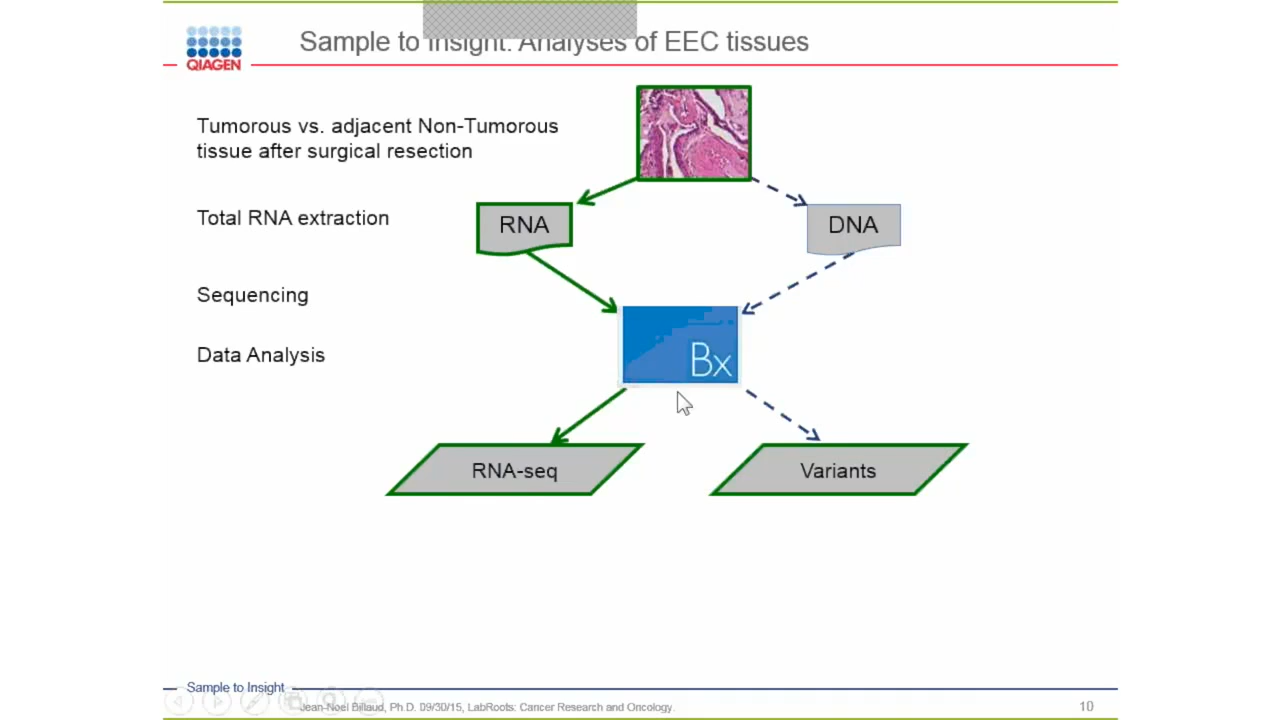 QIAGEN
Sample to Insight: Analyses of EEC tissues
Tumorous vs. adjacent Non-Tumorous
tissue after surgical resection
Total RNA extraction
RNA
DNA
Sequencing
Data Analysis
Bx
RNA-seq
Variants
Sample to Insight
Jean-Noel Billaud, Ph D. 09/30/15, LabRoots: Cancer Research and Oncology.
10